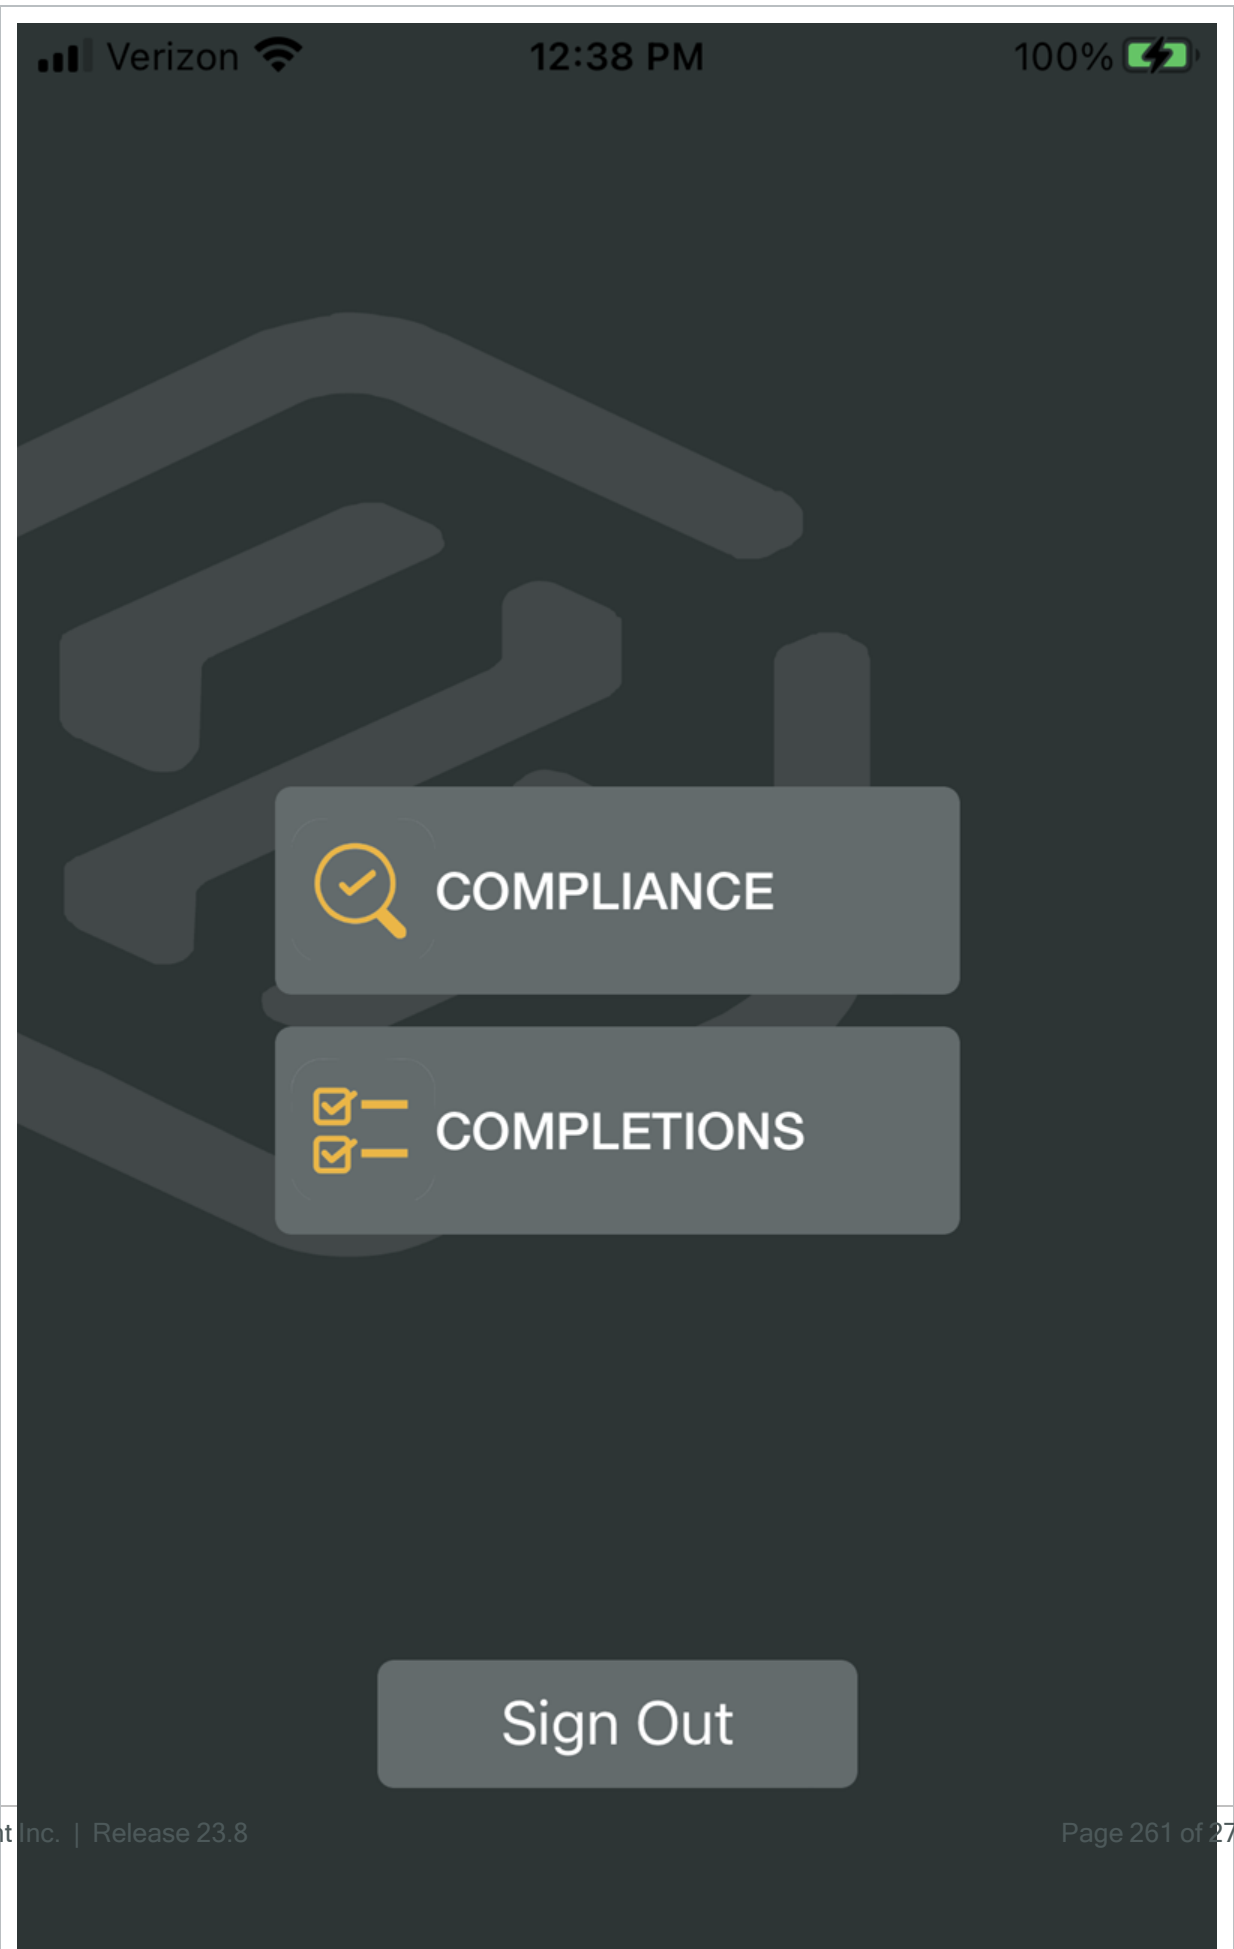 Verizon 12:38 PM 100%
COMPLIANCE
COMPLETIONS
Sign Out
Inc. | Release 23.8 Page 261 of